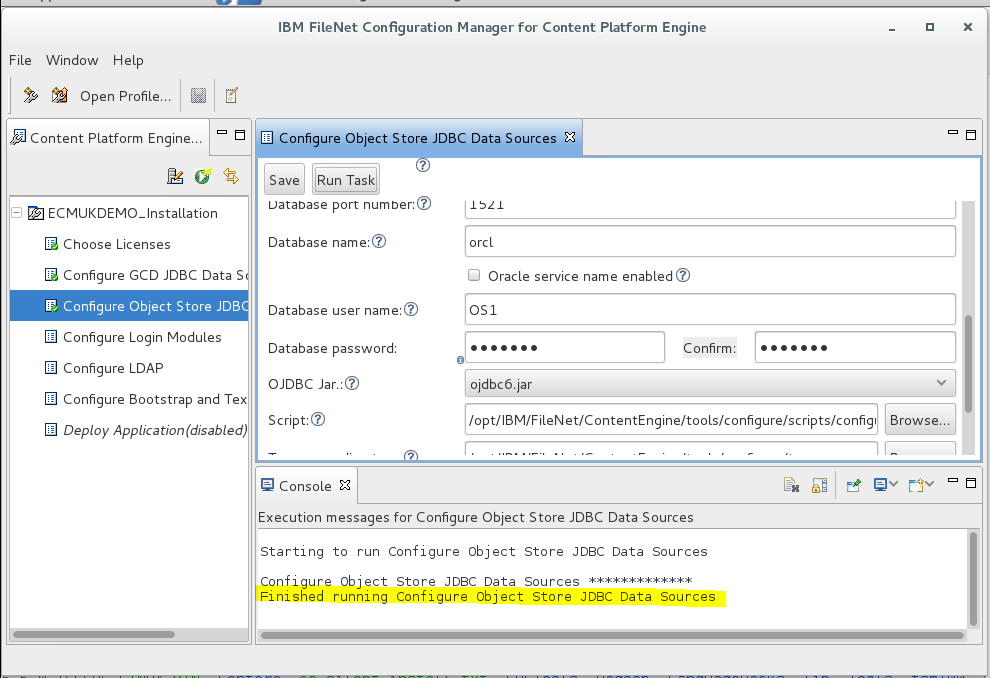 IBM FileNet Configuration Manager for Content Platform Engine
File Window Help
Open Profile...
Content Platform Engine...
ECMUKDEMO_Installation
Choose Licenses
Configure GCD JDBC Data So
Configure Object Store JDBC
Configure Login Modules
Configure LDAP
Configure Bootstrap and Tex
Deploy Application(disabled)
Configure Object Store JDBC Data Sources
Save Run Task
Database port number: 1521
Database name: orcl
Oracle service name enabled
Database user name: OS1
Database password: ●●●●●●● Confirm: ●●●●●●●
OJDBC Jar.: ojdbc6.jar
Script: /opt/IBM/FileNet/ContentEngine/tools/configure/scripts/config Browse...
Console
Execution messages for Configure Object Store JDBC Data Sources
Starting to run Configure Object Store JDBC Data Sources
Configure Object Store JDBC Data Sources *************
Finished running Configure Object Store JDBC Data Sources